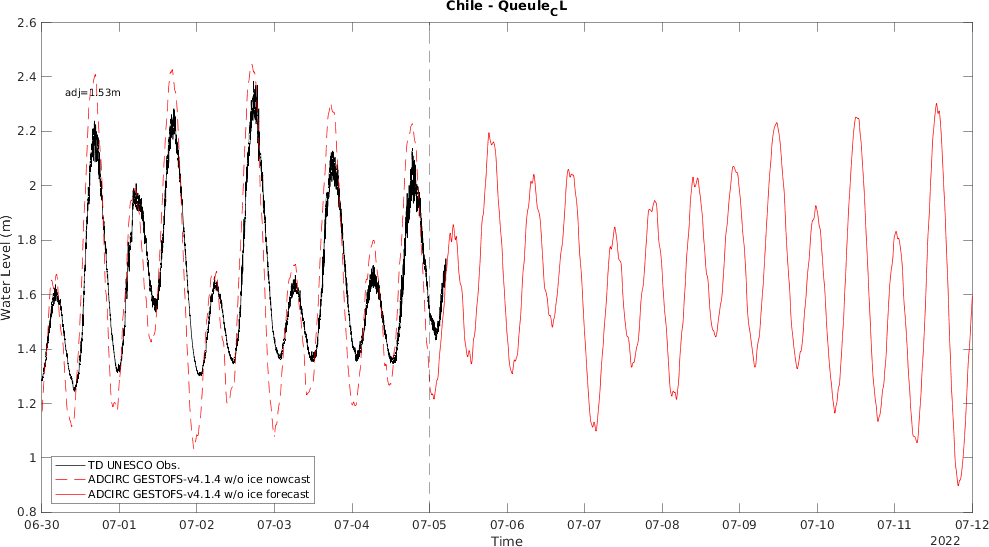 Chile - Queule_CL
2.6
2.4
2.2
2
1.8
1.6
1.4
1.2
1
0.8
Water Level (m)
adj=1.53m
TD UNESCO Obs.
ADCIRC GESTOFS-v4.1.4 w/o ice nowcast
ADCIRC GESTOFS-v4.1.4 w/o ice forecast
06-30 07-01 07-02 07-03 07-04 07-05 07-06 07-07 07-08 07-09 07-10 07-11 07-12
Time
2022